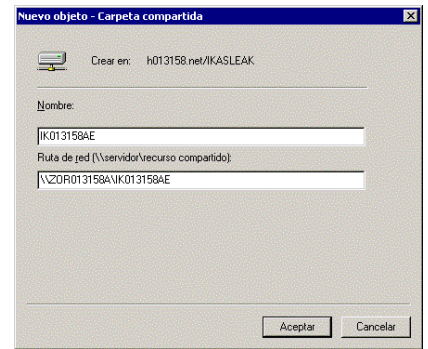 Nuevo objeto - Carpeta compartida
Crear en: h013158.net/IKASLEAK
Nombre:
IK013158AE
Ruta de red (\\servidor\recurso compartido):
\\ZOR013158A\IK013158AE
Aceptar Cancelar